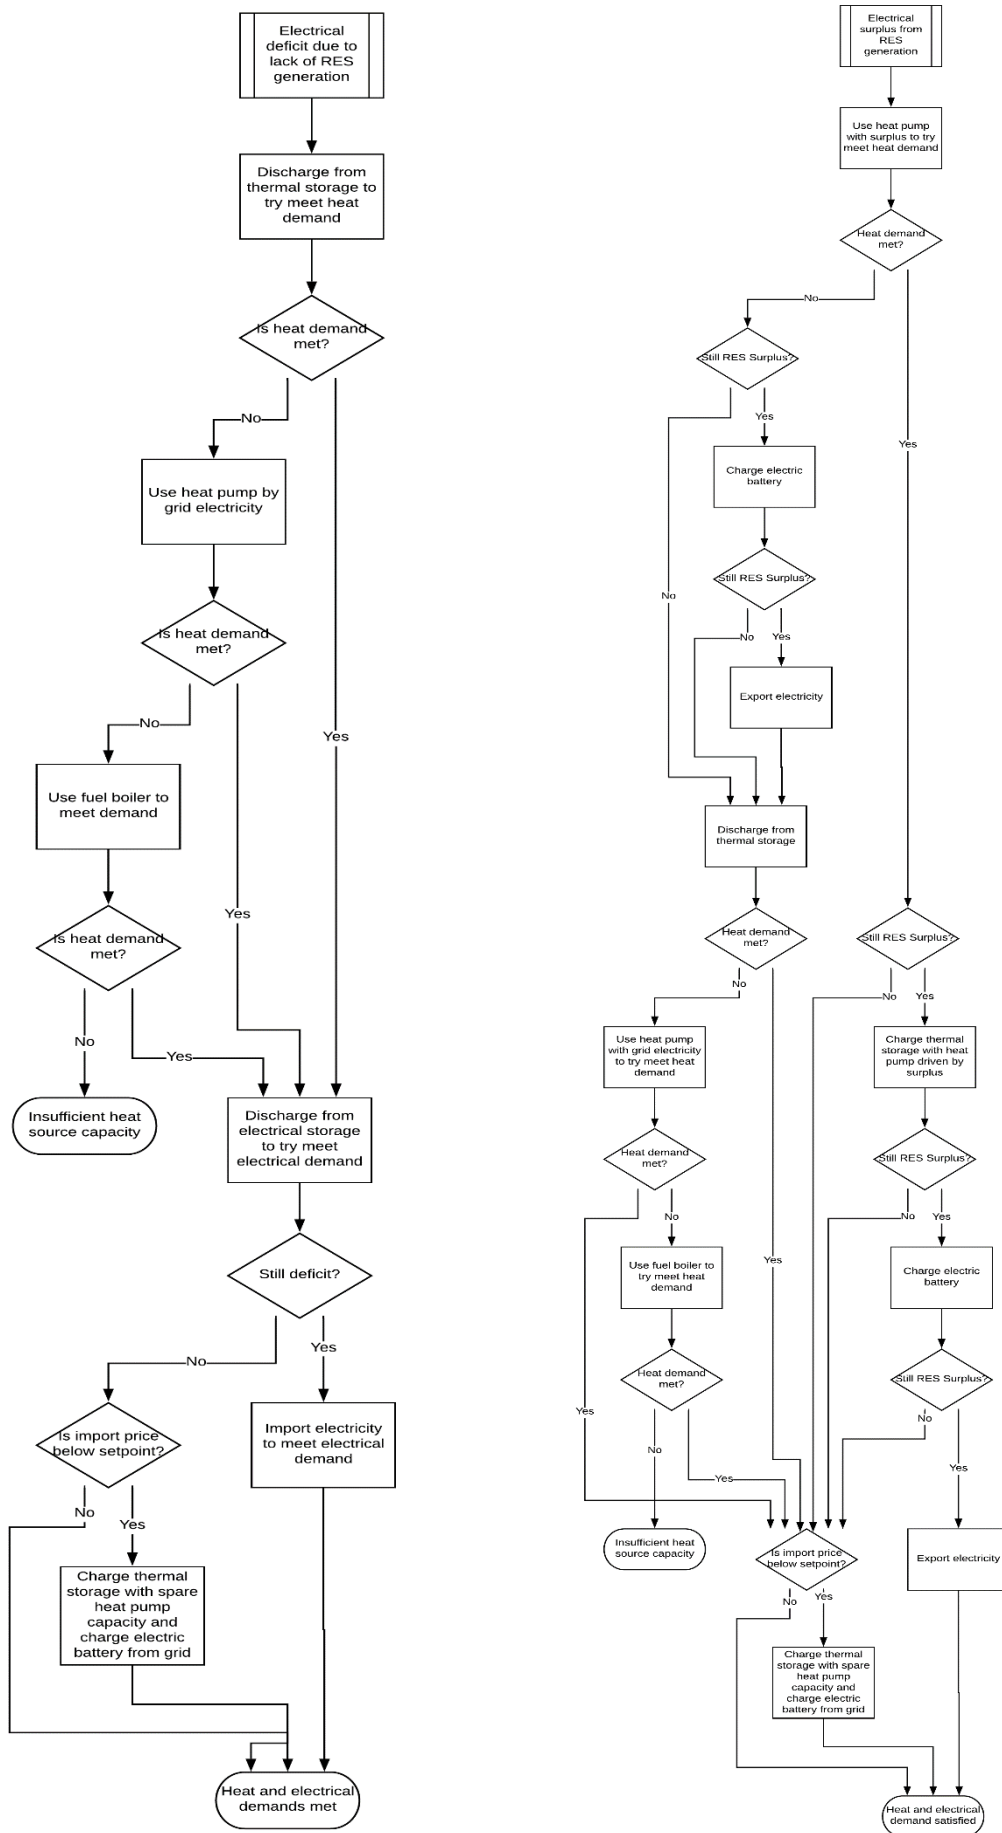 Electrical
deficit due to
lack of RES
generation
Discharge from
thermal storage to
try meet heat
demand
Is heat demand
met?
No
Yes
Use heat pump by
grid electricity
Is heat demand
met?
No
Yes
Use fuel boiler to
meet demand
Is heat demand
met?
No
Yes
Insufficient heat
source capacity
Discharge from
electrical storage
to try meet
electrical demand
Still deficit?
No
Yes
Is import price
below setpoint?
Import electricity
to meet electrical
demand
No
Yes
Charge thermal
storage with spare
heat pump
capacity and
charge electric
battery from grid
Heat and electrical
demands met
Electrical
surplus from
RES
generation
Use heat pump
with surplus to try
meet heat demand
Heat demand
met?
No
Yes
Still RES Surplus?
Yes
No
Charge electric
battery
Still RES Surplus?
No
Yes
Export electricity
Discharge from
thermal storage
Heat demand
met?
No
Yes
Use heat pump
with grid electricity
to try meet heat
demand
Heat demand
met?
Yes
No
Use fuel boiler to
try meet heat
demand
Heat demand
met?
No
Yes
Insufficient heat
source capacity
Still RES Surplus?
No
Yes
Charge thermal
storage with heat
pump driven by
surplus
Still RES Surplus?
No
Yes
Charge electric
battery
Still RES Surplus?
No
Yes
Export electricity
Is import price
below setpoint?
No
Yes
Charge thermal
storage with spare
heat pump
capacity and
charge electric
battery from grid
Heat and electrical
demand satisfied